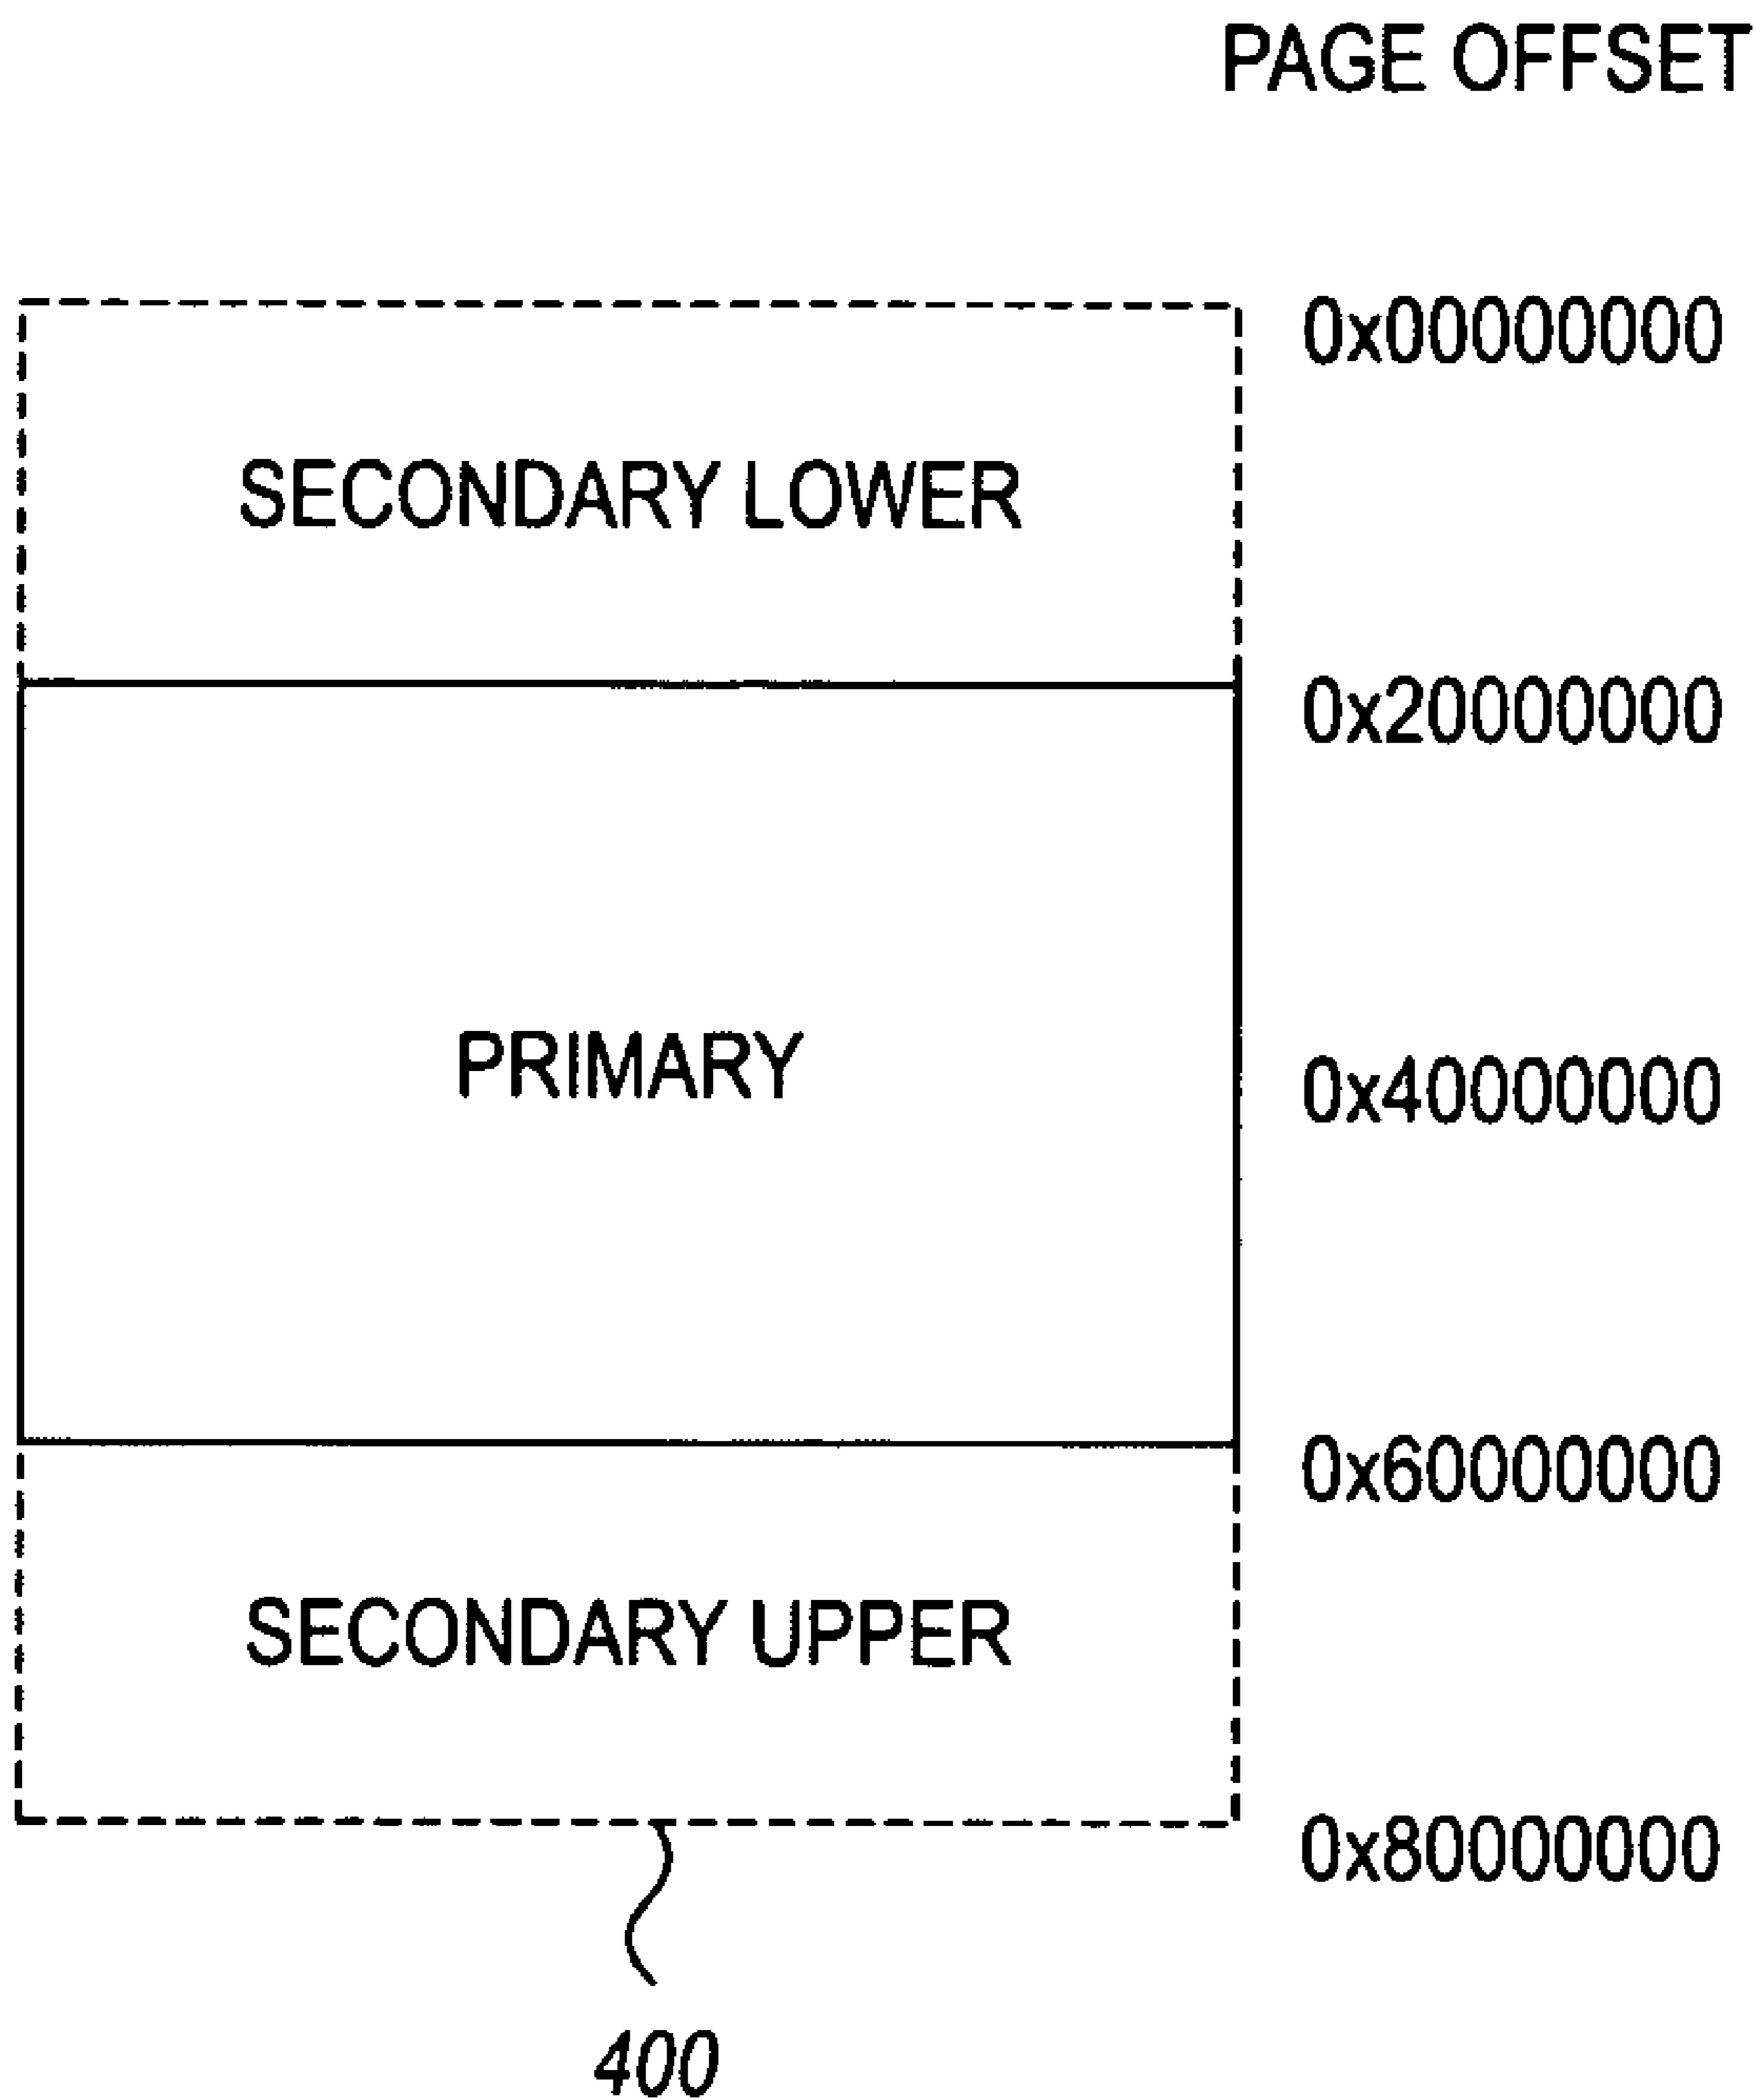 PAGE OFFSET
0x00000000
SECONDARY LOWER
0x20000000
PRIMARY
0x40000000
0x60000000
SECONDARY UPPER
0x80000000
400